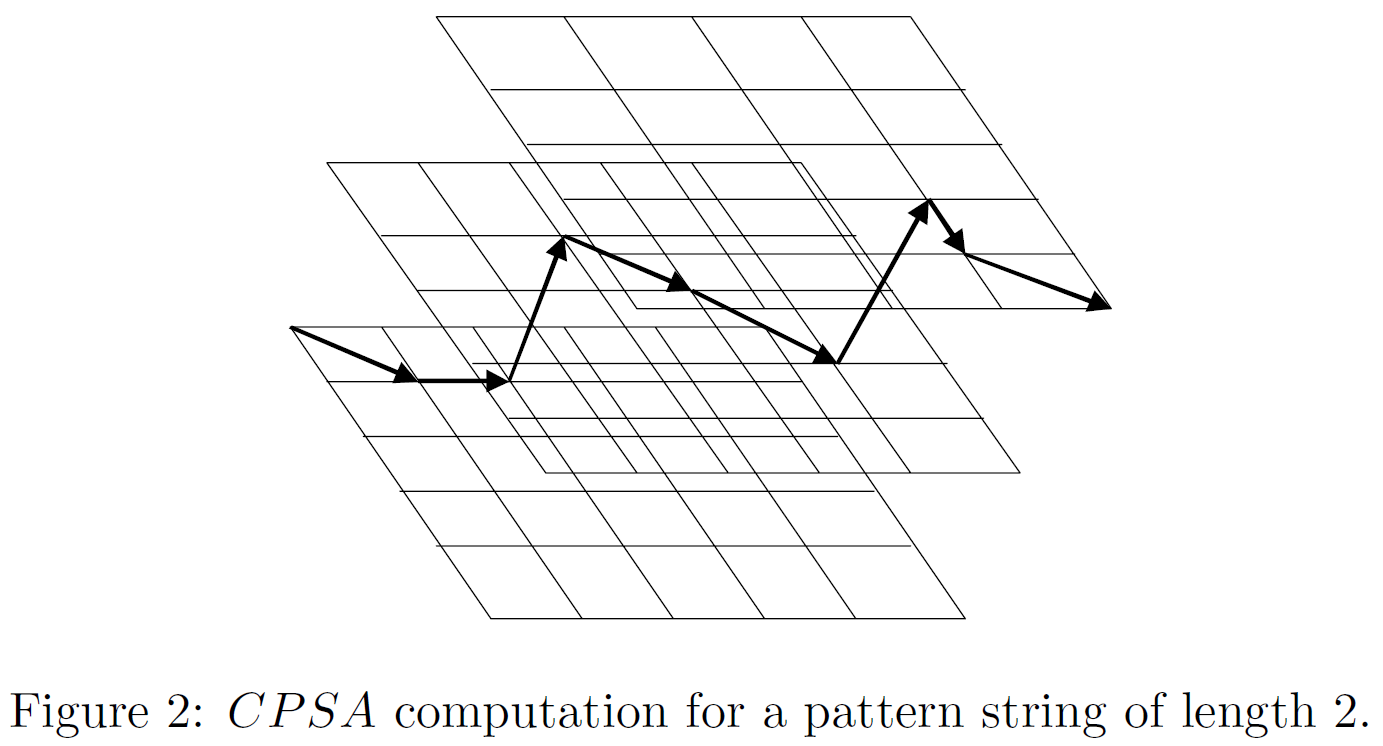 Figure 2: CPSA computation for a pattern string of length 2.